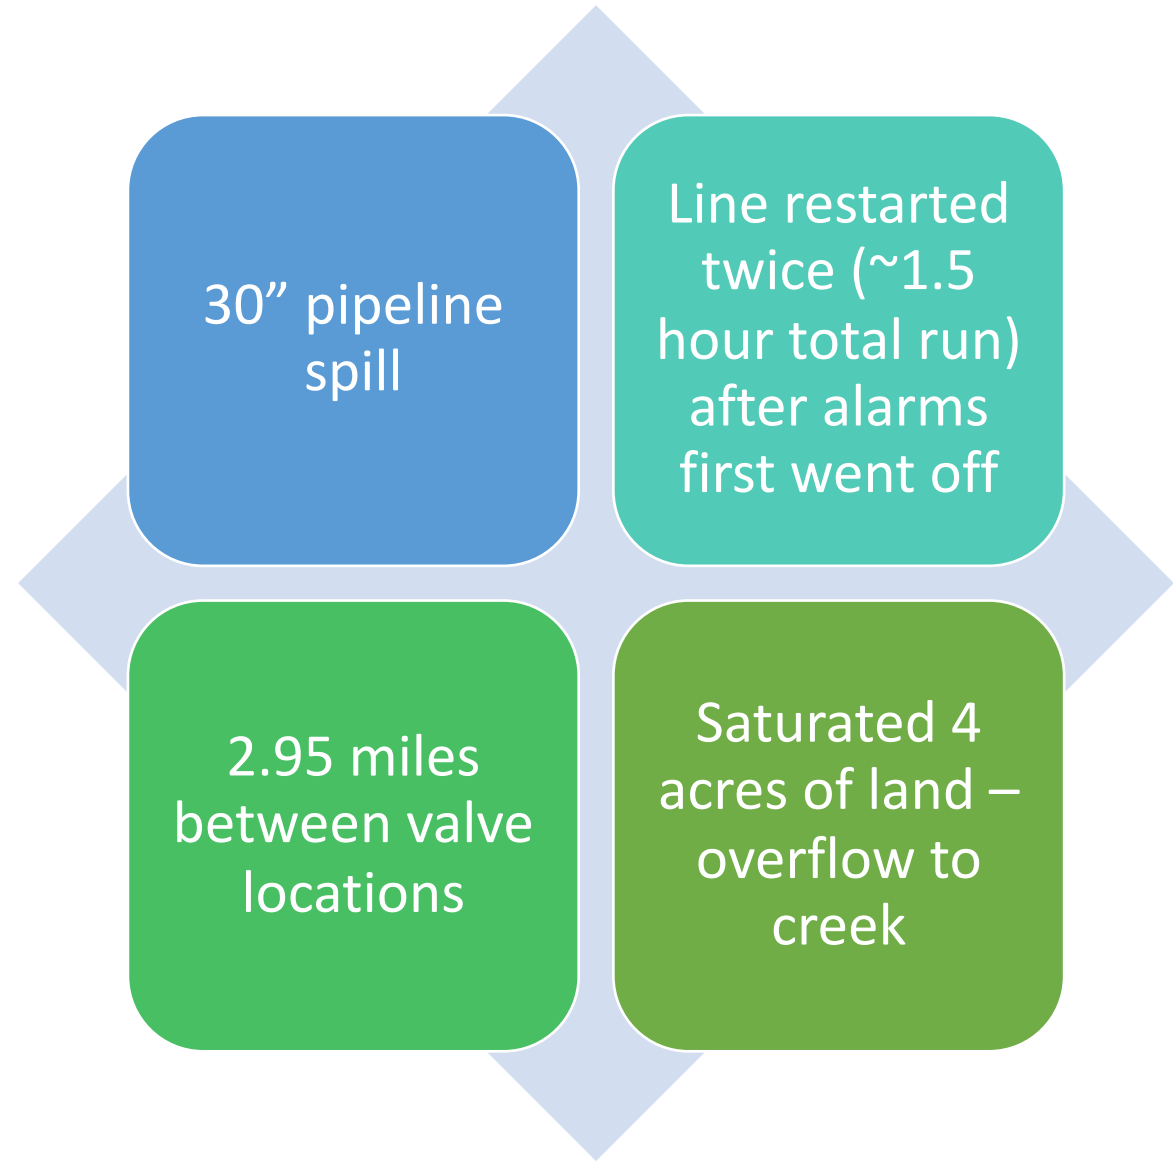 30” pipeline
spill
Line restarted
twice (~1.5
hour total run)
after alarms
first went off
2.95 miles
between valve
locations
Saturated 4
acres of land –
overflow to
creek